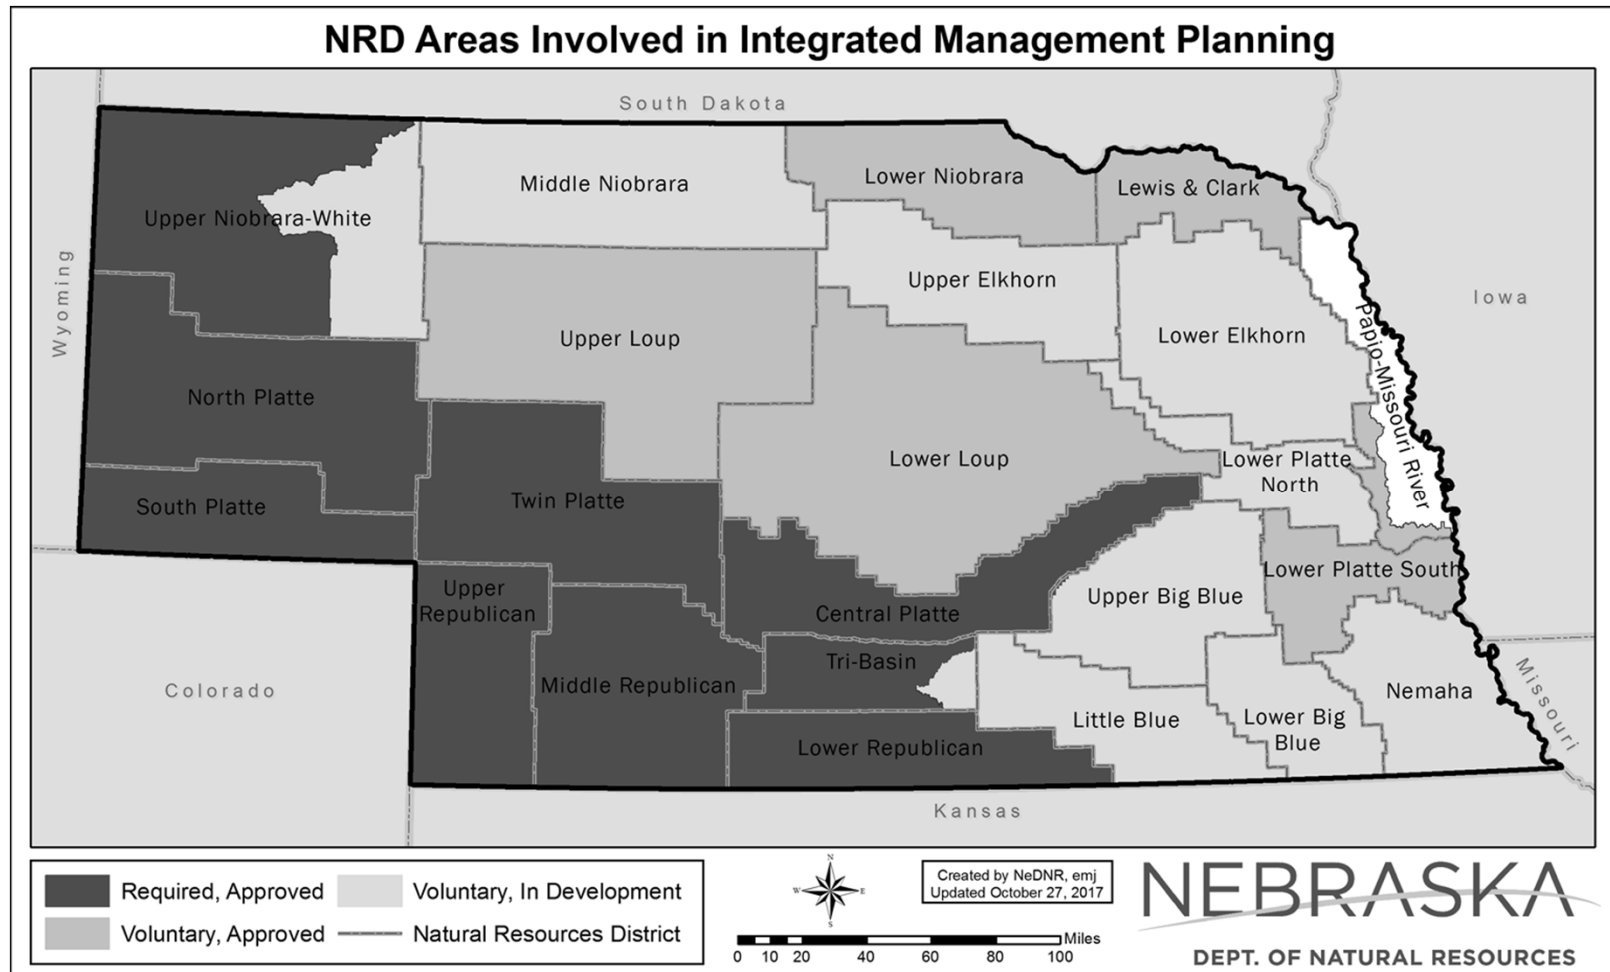 NRD Areas Involved in Integrated Management Planning
South Dakota
Middle Niobrara
Lower Niobrara
Lewis & Clark
Upper Niobrara-White
Wyoming
Upper Elkhorn
Iowa
Upper Loup
Lower Elkhorn
Papio-Missouri River
North Platte
Lower Loup
Lower Platte
North
South Platte
Twin Platte
Lower Platte South
Upper
Republican
Central Platte
Upper Big Blue
Tri-Basin
Middle Republican
Colorado
Nemaha
Missouri
Little Blue
Lower Big
Blue
Lower Republican
Kansas
Required, Approved
Voluntary, In Development
Voluntary, Approved
Natural Resources District
N
W
E
S
Created by NeDNR, emj
Updated October 27, 2017
Miles
0 10 20 40 60 80 100
NEBRASKA
DEPT. OF NATURAL RESOURCES